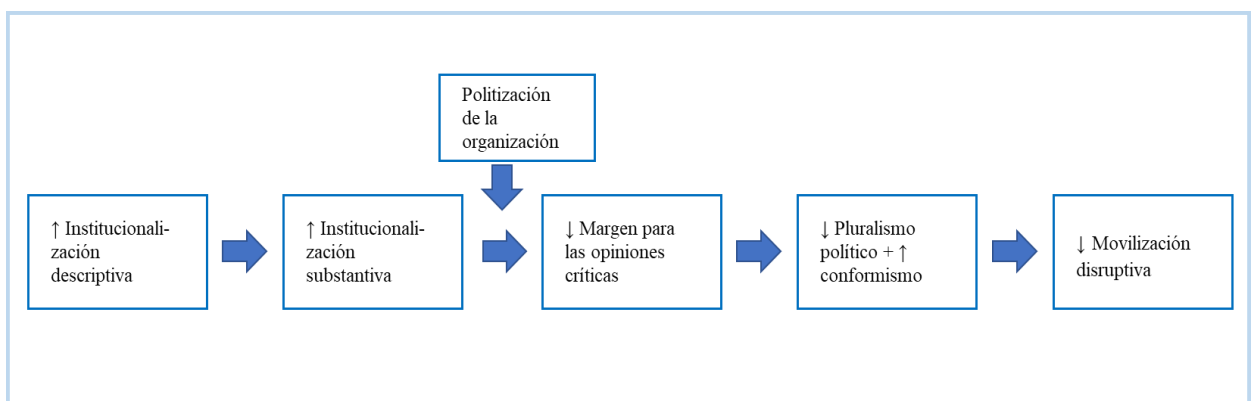 Politización
de la
organización
↑ Institucionali-
zación
descriptiva
↑ Institucionali-
zación
substantiva
↓ Margen para
las opiniones
críticas
↓ Pluralismo
político + ↑
conformismo
↓ Movilización
disruptiva